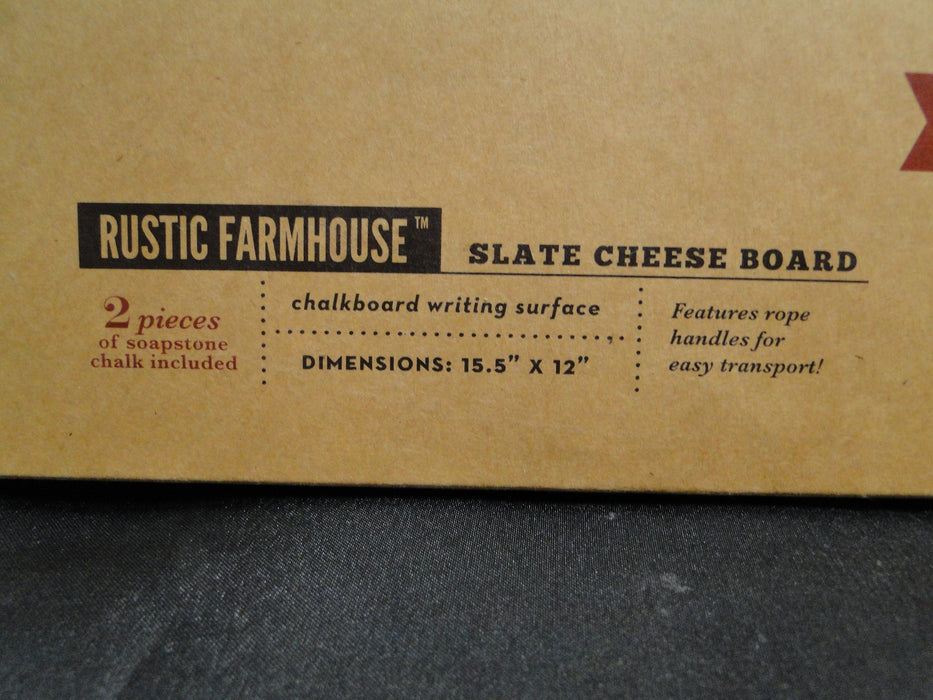 RUSTIC FARMHOUSE™
SLATE CHEESE BOARD
2 pieces
of soapstone
chalk included
chalkboard writing surface
DIMENSIONS: 15.5" X 12"
Features rope
handles for
easy transport!